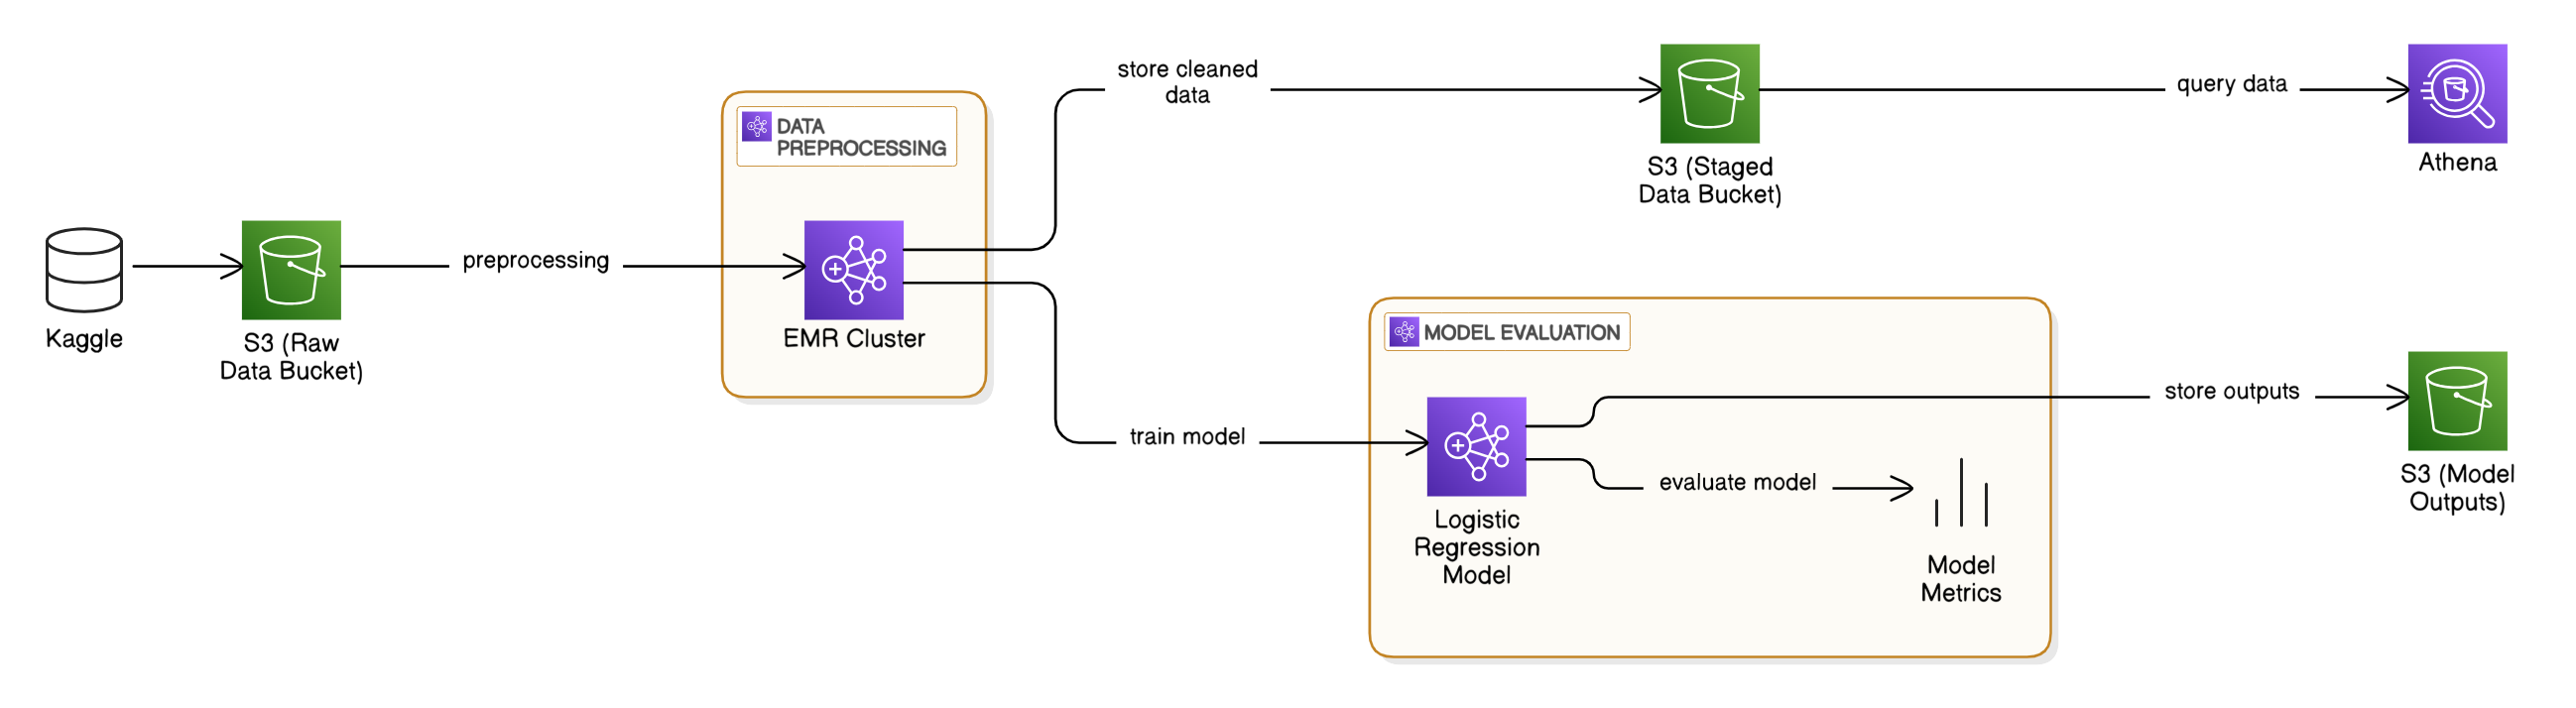 Kaggle
S3 (Raw
Data Bucket)
preprocessing
DATA
PREPROCESSING
EMR Cluster
store cleaned
data
S3 (Staged
Data Bucket)
query data
Athena
train model
MODEL EVALUATION
Logistic
Regression
Model
evaluate model
Model
Metrics
store outputs
S3 (Model
Outputs)